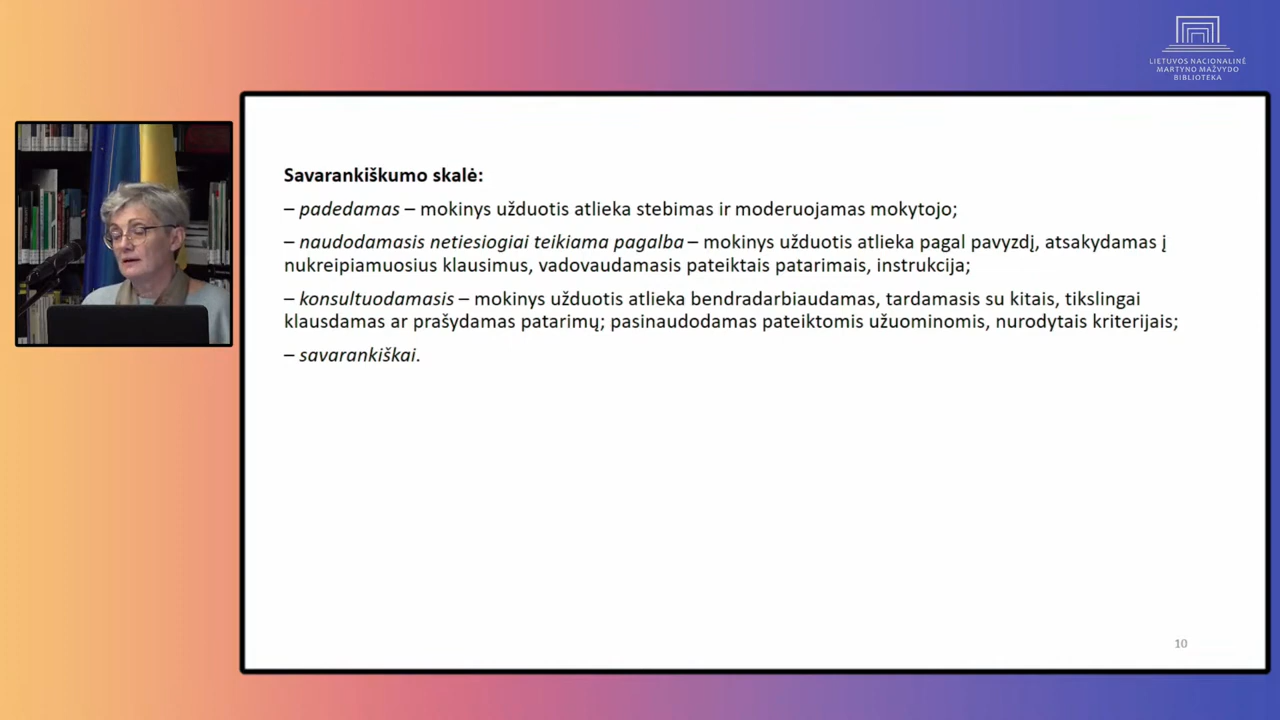 LIETUVOS NACIONALINĖ
MARTYNO MAŽVYDO
BIBLIOTEKA
Savarankiškumo skalė:
– padedamas – mokinys užduotis atlieka stebimas ir moderuojamas mokytojo;
– naudodamasis netiesiogiai teikiama pagalba – mokinys užduotis atlieka pagal pavyzdį, atsakydamas į
nukreipiamuosius klausimus, vadovaudamasis pateiktais patarimais, instrukcija;
– konsultuodamasis – mokinys užduotis atlieka bendradarbiaudamas, tardamasis su kitais, tikslingai
klausdamas ar prašydamas patarimų; pasinaudodamas pateiktomis užuominomis, nurodytais kriterijais;
– savarankiškai.
10